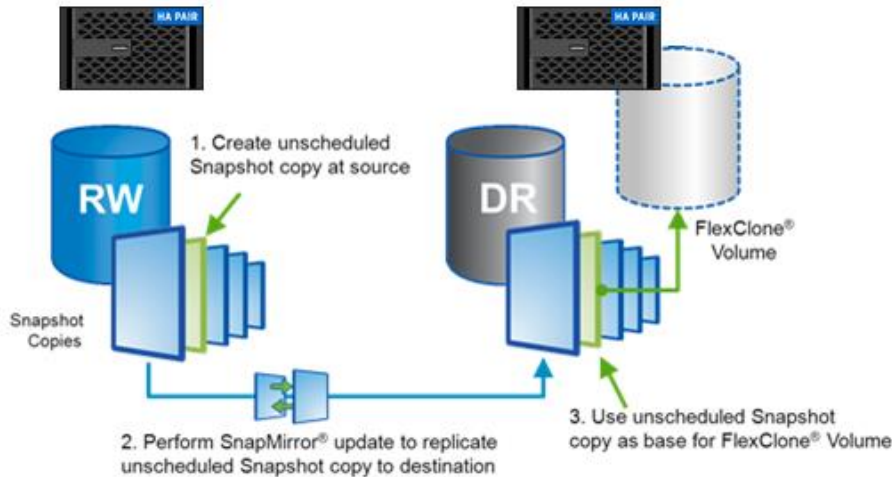 HA PAIR
HA PAIR
1. Create unscheduled
Snapshot copy at source
RW
DR
FlexClone®
Volume
Snapshot
Copies
2. Perform SnapMirror® update to replicate
unscheduled Snapshot copy to destination
3. Use unscheduled Snapshot
copy as base for FlexClone® Volume